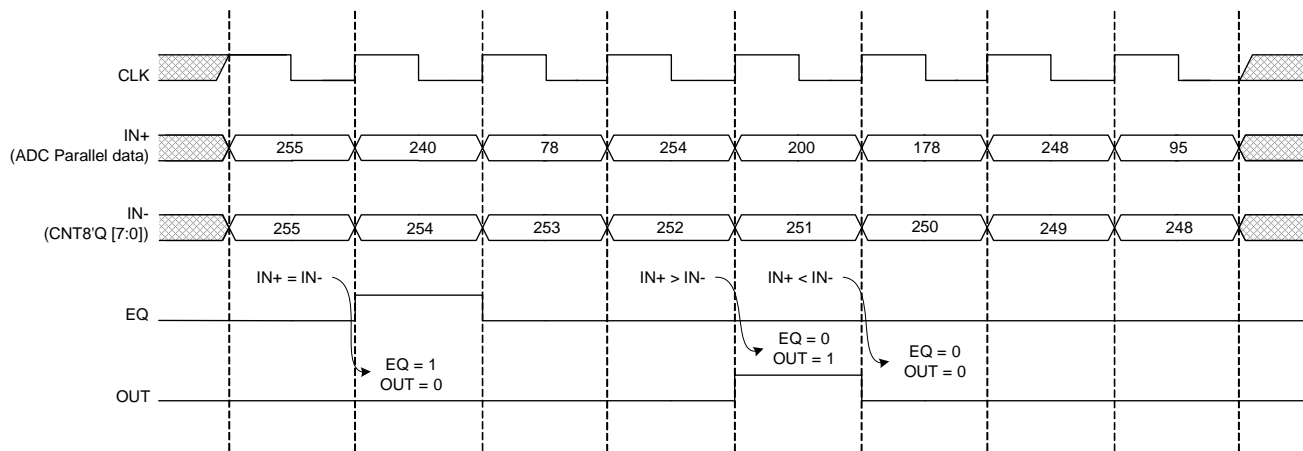 CLK
IN+
(ADC Parallel data)
255 240 78 254 200 178 248 95
IN-
(CNT8'Q [7:0])
255 254 253 252 251 250 249 248
IN+ = IN- IN+ > IN- IN+ < IN-
EQ
EQ = 0
OUT = 1
EQ = 0
OUT = 0
EQ = 1
OUT = 0
OUT